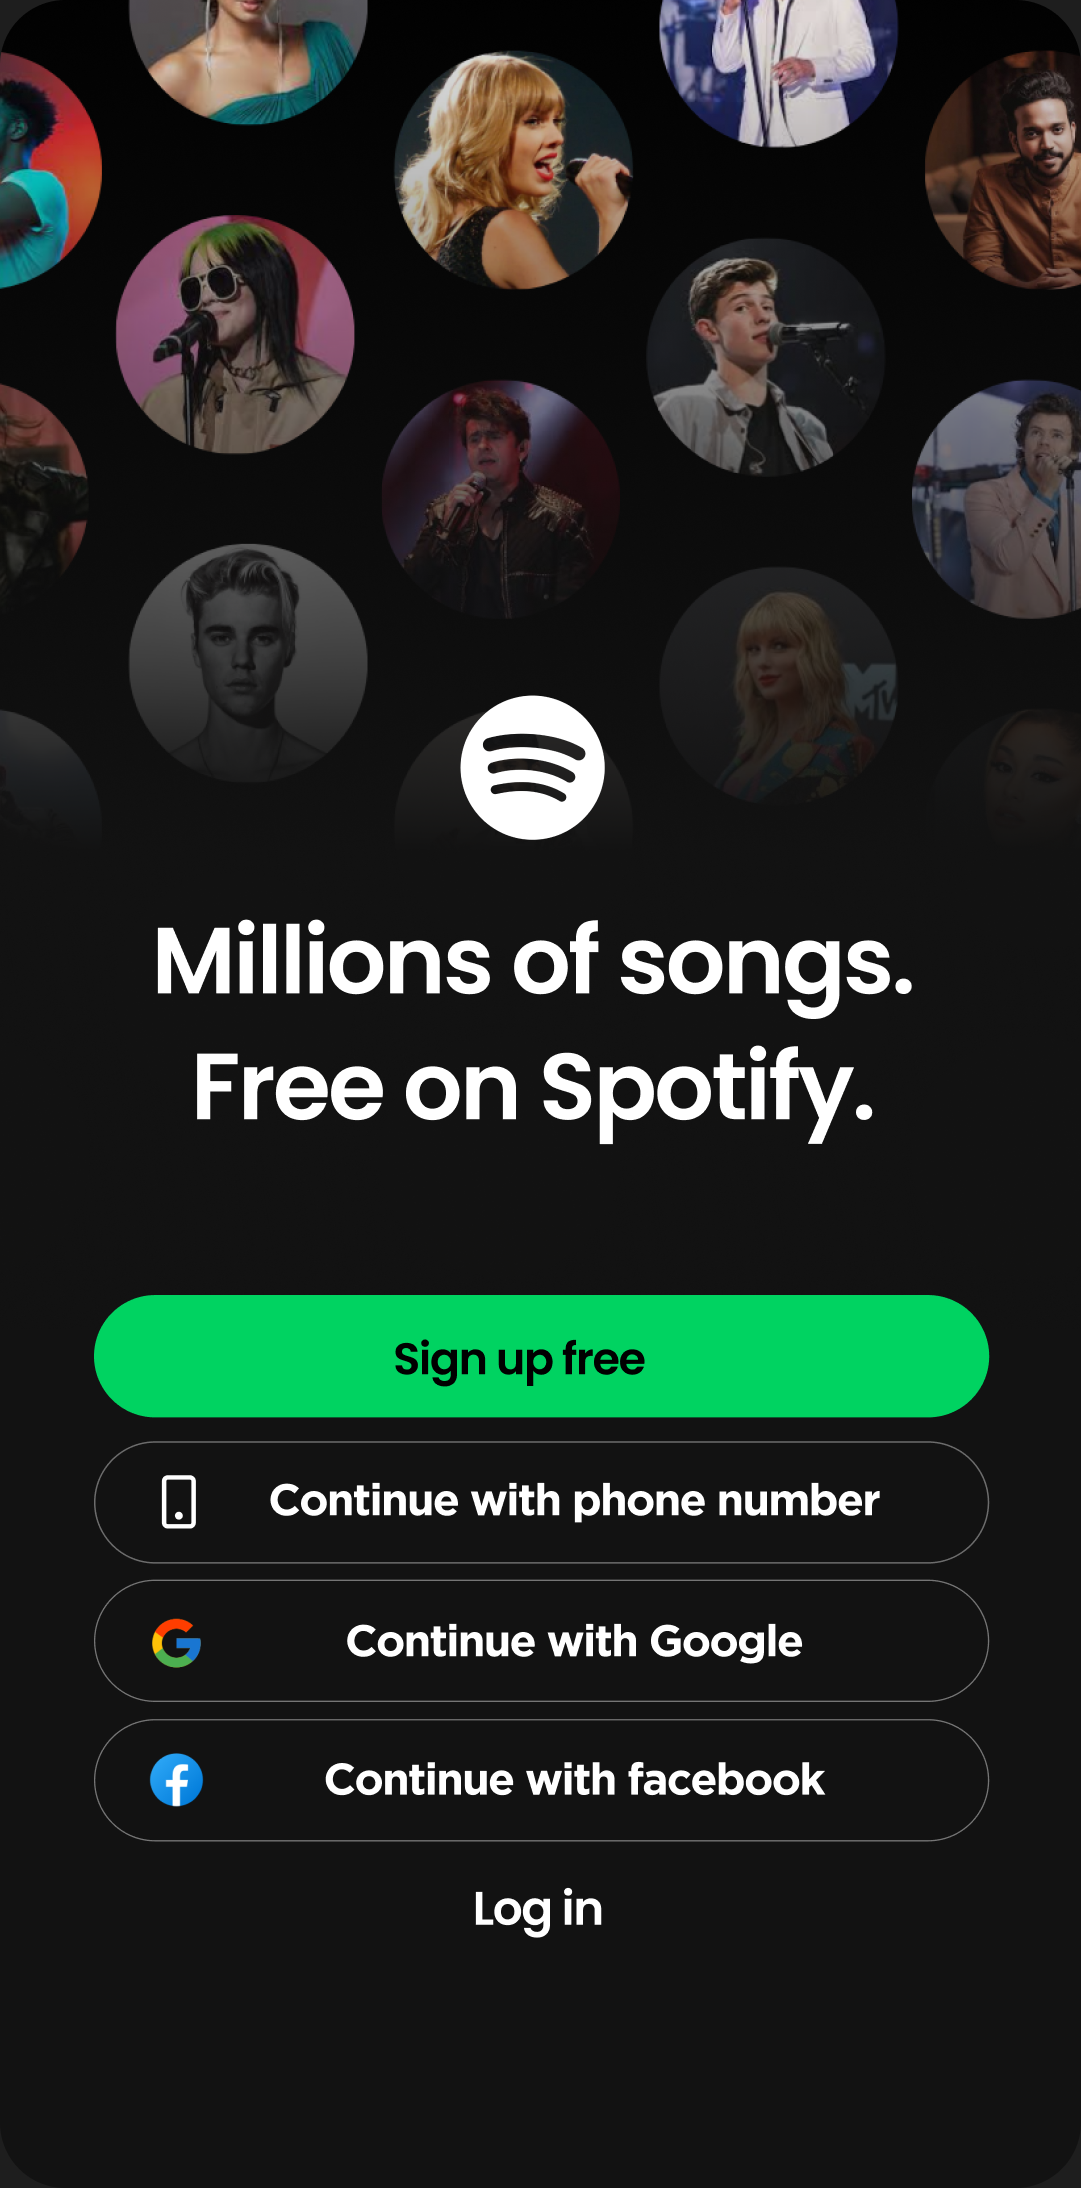 MTV
Millions of songs.
Free on Spotify.
Sign up free
Continue with phone number
Continue with Google
Continue with facebook
Log in